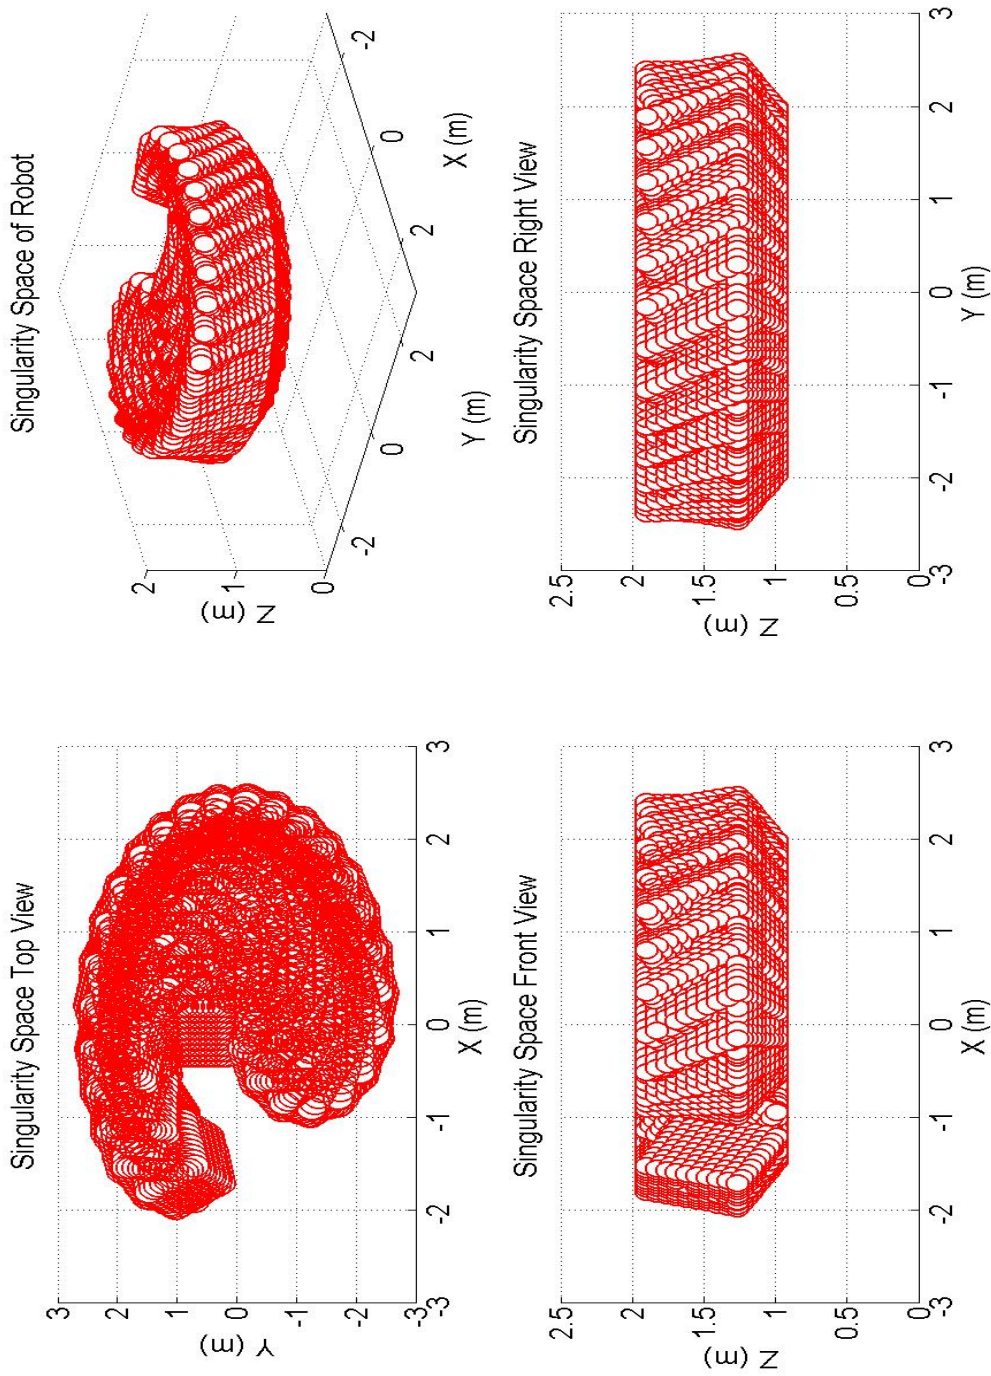 Singularity Space Top View
Y (m)
3
2
1
0
-1
-2
-3
-3 -2 -1 0 1 2 3
X (m)
Singularity Space of Robot
Z (m)
2
1
0
-2 0 2
Y (m)
2 0 -2
X (m)
Singularity Space Front View
Z (m)
2.5
2
1.5
1
0.5
0
-3 -2 -1 0 1 2 3
X (m)
Singularity Space Right View
Z (m)
2.5
2
1.5
1
0.5
0
-3 -2 -1 0 1 2 3
Y (m)